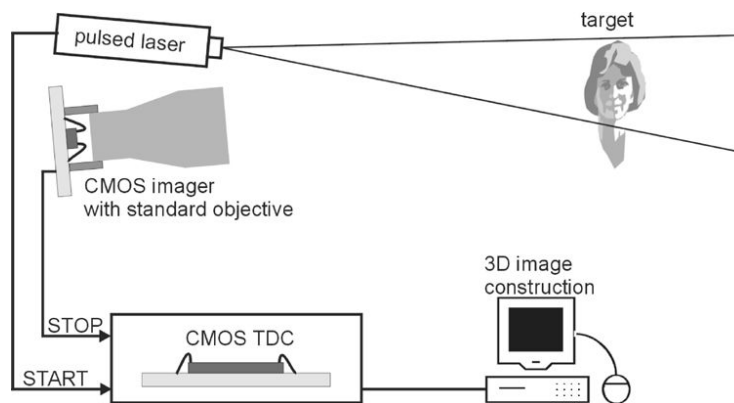 target
pulsed laser
CMOS imager
with standard objective
3D image
construction
STOP
CMOS TDC
START